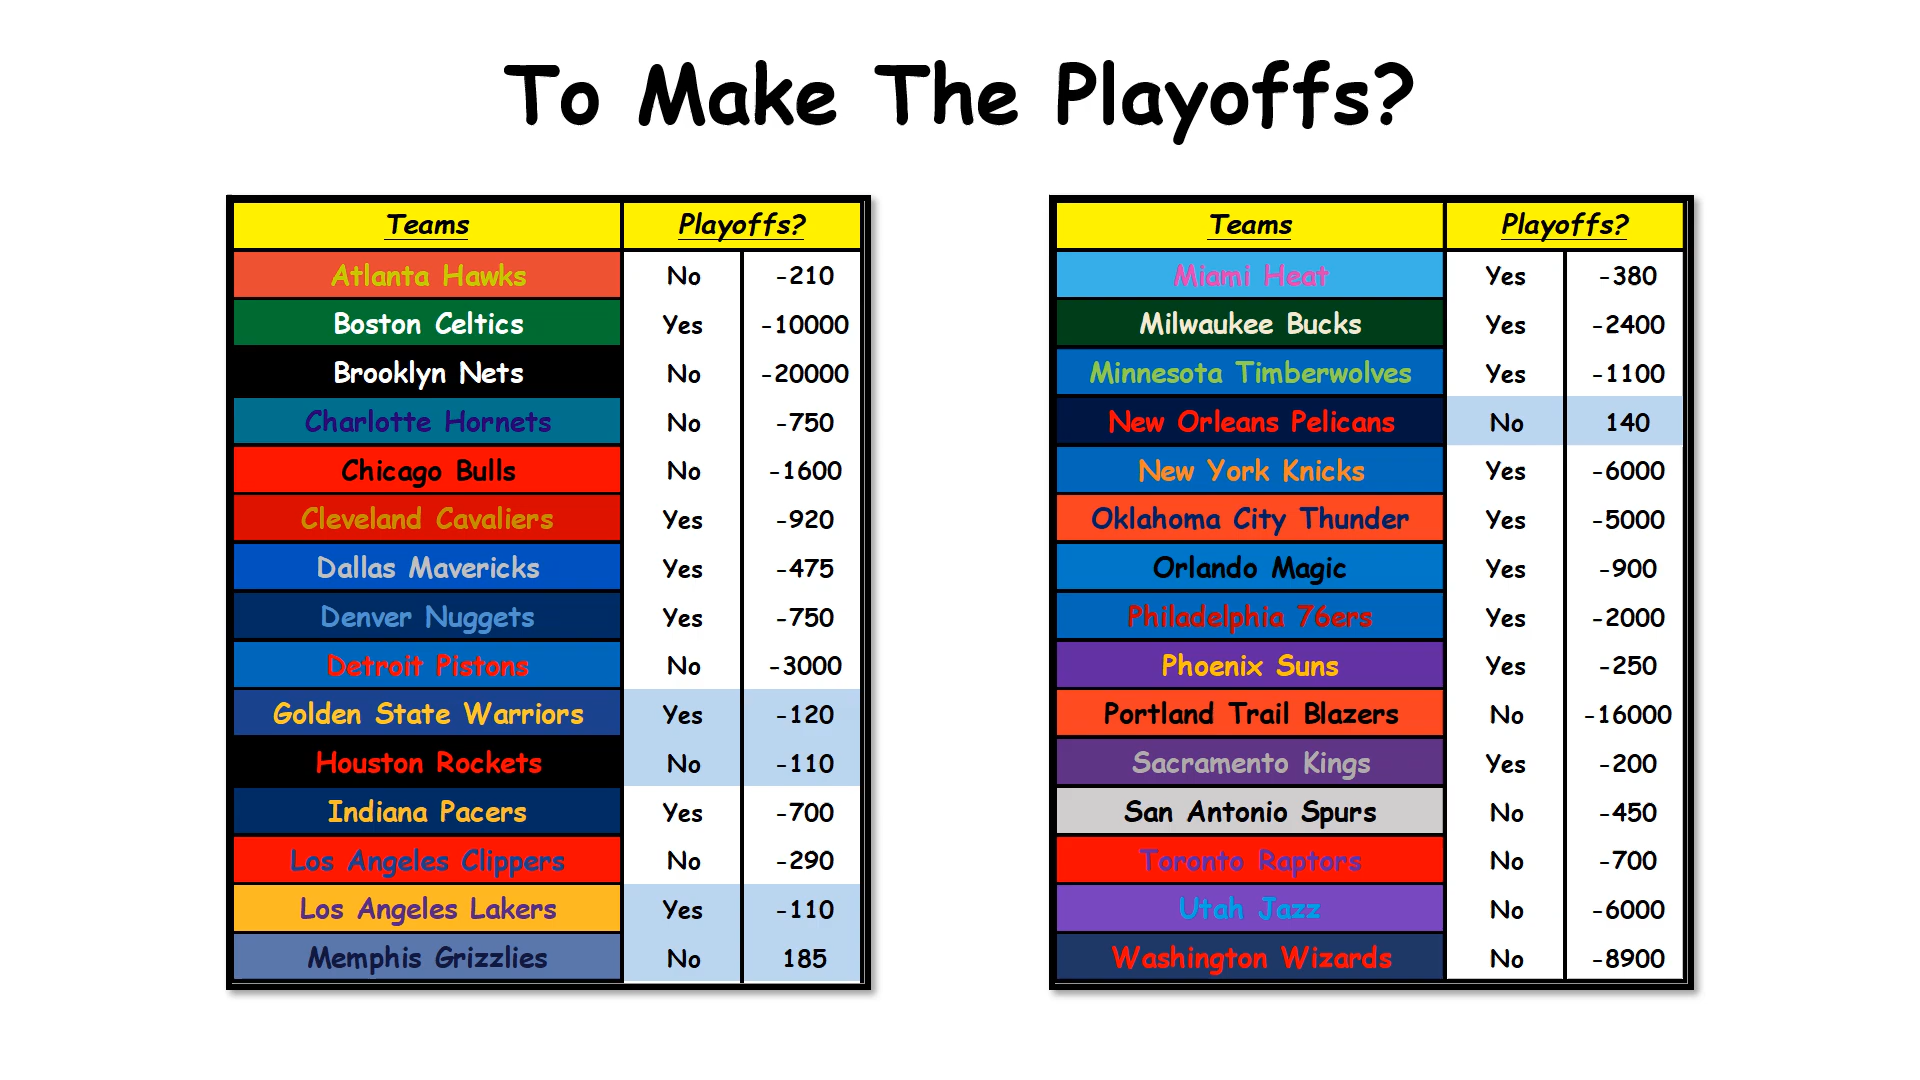 To Make The Playoffs?
Teams Playoffs?
Atlanta Hawks No -210
Boston Celtics Yes -10000
Brooklyn Nets No -20000
Charlotte Hornets No -750
Chicago Bulls No -1600
Cleveland Cavaliers Yes -920
Dallas Mavericks Yes -475
Denver Nuggets Yes -750
Detroit Pistons No -3000
Golden State Warriors Yes -120
Houston Rockets No -110
Indiana Pacers Yes -700
Los Angeles Clippers No -290
Los Angeles Lakers Yes -110
Memphis Grizzlies No 185
Teams Playoffs?
Miami Heat Yes -380
Milwaukee Bucks Yes -2400
Minnesota Timberwolves Yes -1100
New Orleans Pelicans No 140
New York Knicks Yes -6000
Oklahoma City Thunder Yes -5000
Orlando Magic Yes -900
Philadelphia 76ers Yes -2000
Phoenix Suns Yes -250
Portland Trail Blazers No -16000
Sacramento Kings Yes -200
San Antonio Spurs No -450
Toronto Raptors No -700
Utah Jazz No -6000
Washington Wizards No -8900